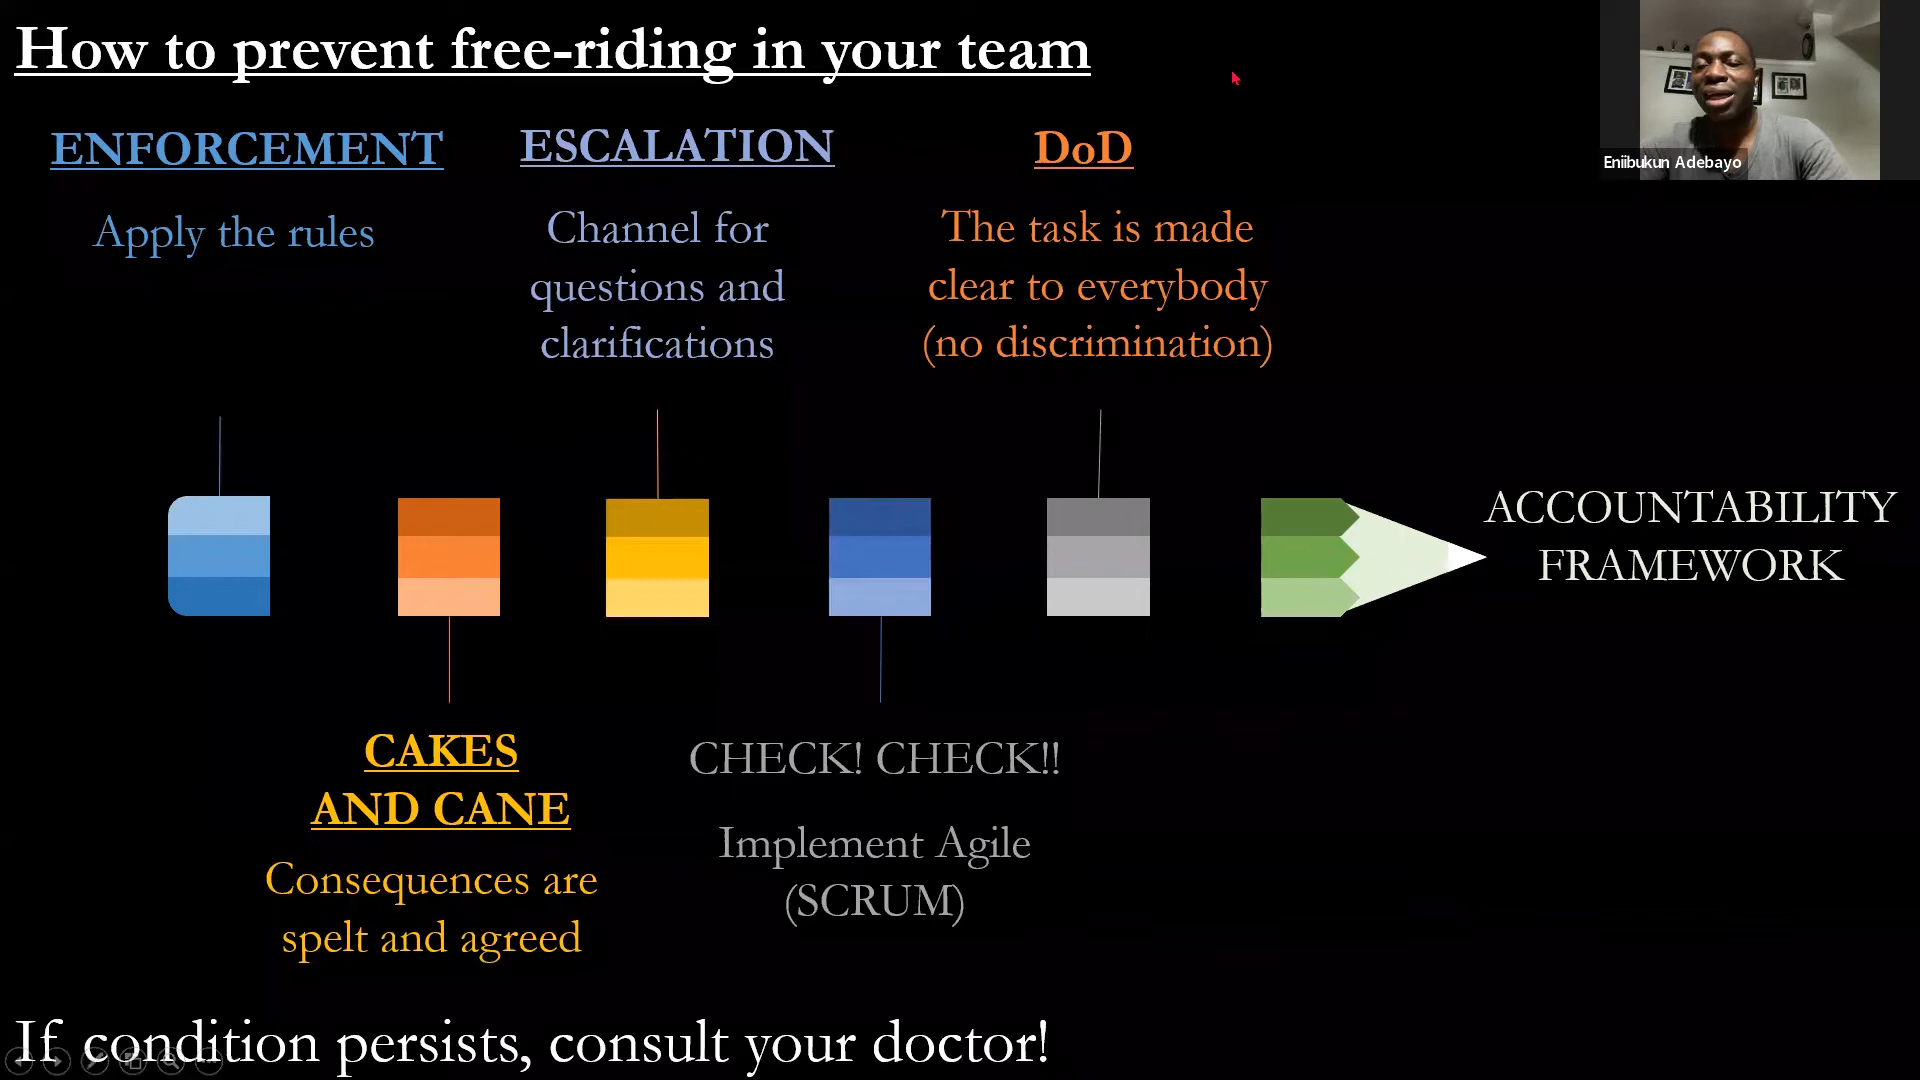 How to prevent free-riding in your team
Eniibukun Adebayo
ENFORCEMENT
Apply the rules
ESCALATION
Channel for
questions and
clarifications
DoD
The task is made
clear to everybody
(no discrimination)
ACCOUNTABILITY
FRAMEWORK
CAKES
AND CANE
Consequences are
spelt and agreed
CHECK! CHECK!!
Implement Agile
(SCRUM)
If condition persists, consult your doctor!